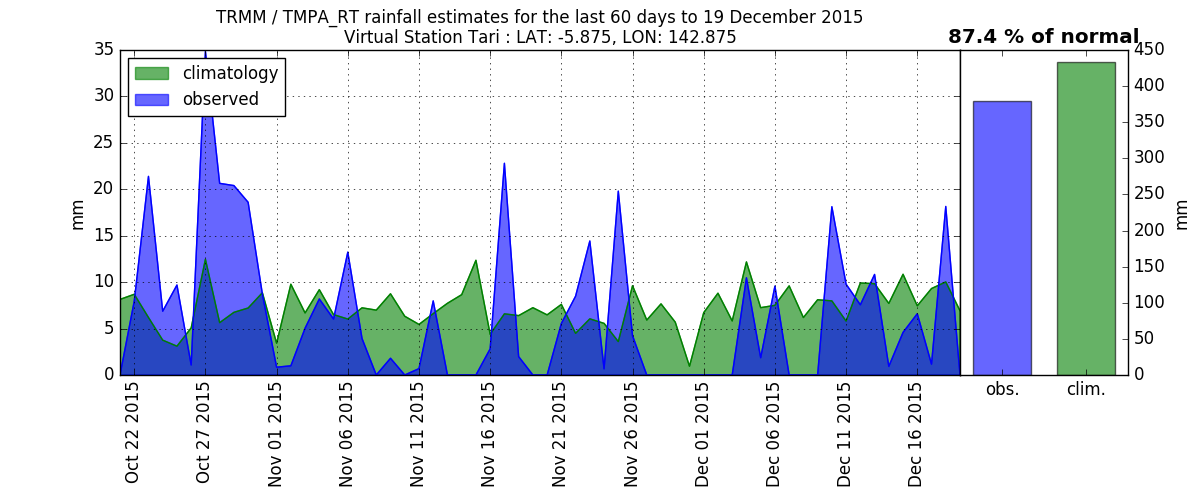 TRMM / TMPA_RT rainfall estimates for the last 60 days to 19 December 2015
Virtual Station Tari : LAT: -5.875, LON: 142.875
87.4 % of normal
climatology
observed
mm
35
30
25
20
15
10
5
0
Oct 22 2015
Oct 27 2015
Nov 01 2015
Nov 06 2015
Nov 11 2015
Nov 16 2015
Nov 21 2015
Nov 26 2015
Dec 01 2015
Dec 06 2015
Dec 11 2015
Dec 16 2015
450
400
350
300
250
200
150
100
50
0
mm
obs.
clim.